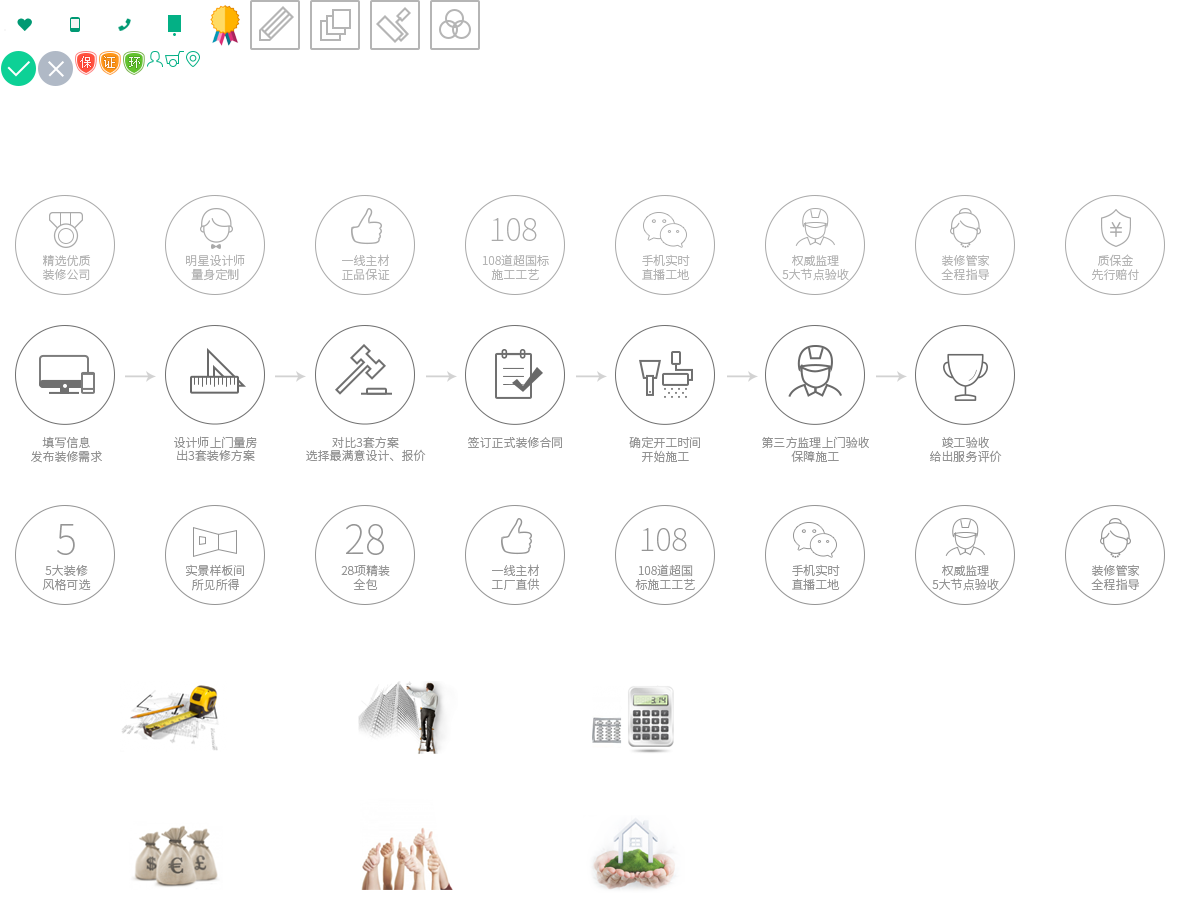 保 证 环
精选优质
装修公司
明星设计师
量身定制
一线主材
正品保证
108
108道超国标
施工工艺
手机实时
直播工地
权威监理
5大节点验收
装修管家
全程指导
¥
质保金
先行赔付
填写信息
发布装修需求
设计师上门量房
出3套装修方案
对比3套方案
选择最满意设计、报价
签订正式装修合同
确定开工时间
开始施工
第三方监理上门验收
保障施工
竣工验收
给出服务评价
5
5大装修
风格可选
实景样板间
所见所得
28
28项精装
全包
一线主材
工厂直供
108
108道超国
标施工工艺
手机实时
直播工地
权威监理
5大节点验收
装修管家
全程指导
3.14
$ € £